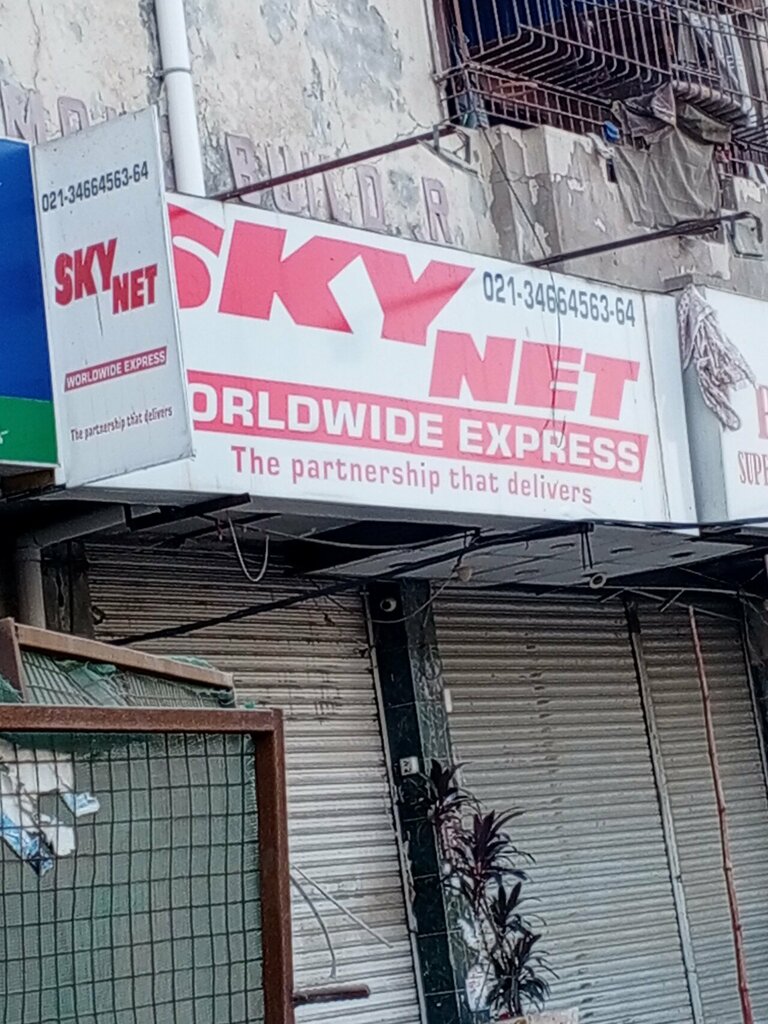 BUILD R
021-34664563-64
SKY
NET
WORLDWIDE EXPRESS
The partnership that delivers
SKY
021-34664563-64
NET
ORLDWIDE EXPRESS
The partnership that delivers